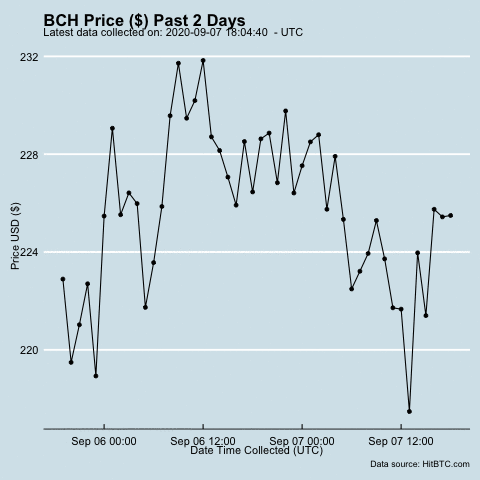 BCH Price ($) Past 2 Days
Latest data collected on: 2020-09-07 18:04:40  - UTC
232
228
224
220
Price USD ($)
Sep 06 00:00 Sep 06 12:00 Sep 07 00:00 Sep 07 12:00
Date Time Collected (UTC)
Data source: HitBTC.com